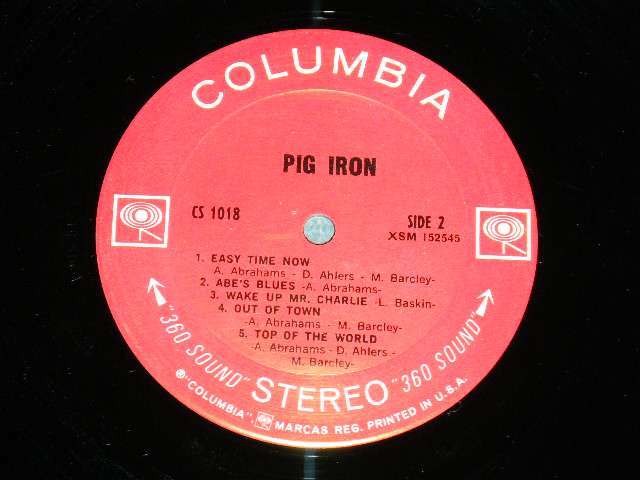 COLUMBIA
PIG IRON
CS 1018
SIDE 2
XSM 152545
1. EASY TIME NOW
A. Abrahams - D. Ahlers - M. Barcley-
2. ABE'S BLUES -A. Abrahams-
3. WAKE UP MR. CHARLIE -L. Baskin-
4. OUT OF TOWN
-A. Abrahams - M. Barcley-
5. TOP OF THE WORLD
-A. Abrahams - D. Ahlers -
M. Barcley-
"360 SOUND" STEREO "360 SOUND"
® "COLUMBIA", MARCAS REG. PRINTED IN U.S.A.